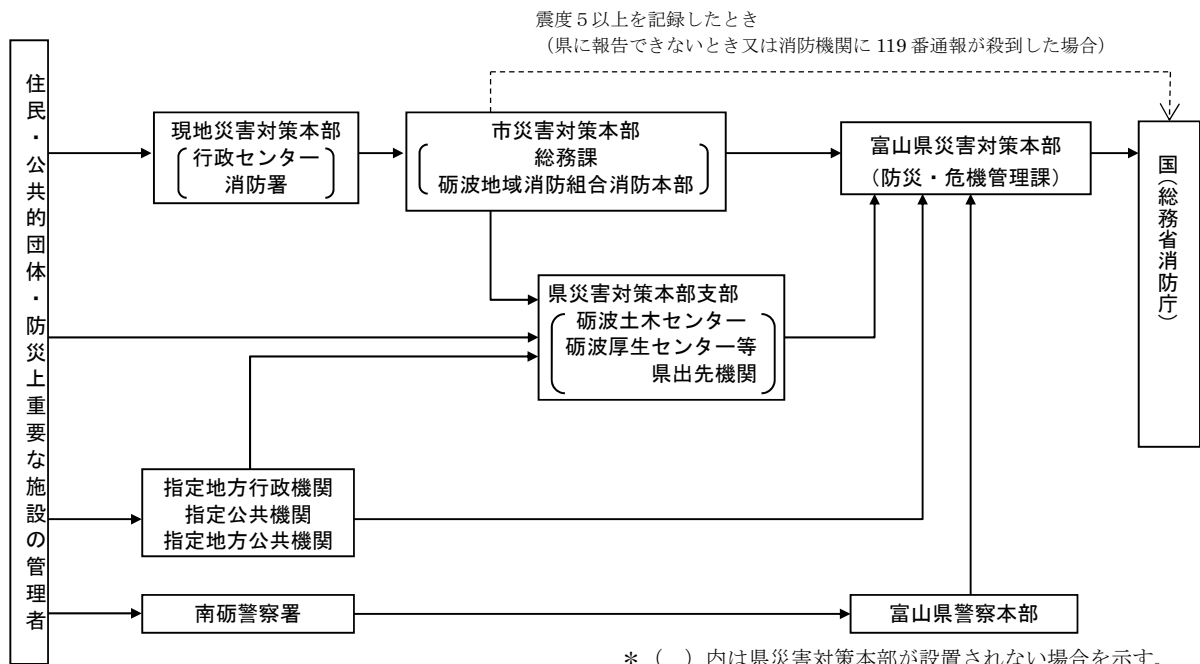 震度５以上を記録したとき
（県に報告できないとき又は消防機関に 119 番通報が殺到した場合）
住民・公共的団体・防災上重要な施設の管理者
現地災害対策本部
行政センター
消防署
市災害対策本部
総務課
砺波地域消防組合消防本部
富山県災害対策本部
（防災・危機管理課）
国（総務省消防庁）
県災害対策本部支部
砺波土木センター
砺波厚生センター等
県出先機関
指定地方行政機関
指定公共機関
指定地方公共機関
南砺警察署
富山県警察本部
＊（　）内は県災害対策本部が設置されない場合を示す。